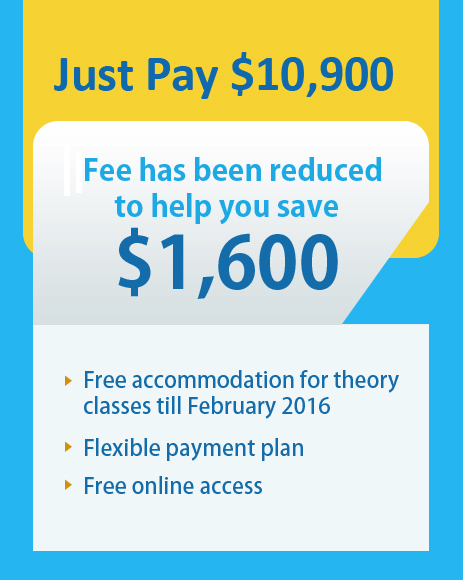 Just Pay $10,900
Fee has been reduced
to help you save
$1,600
Free accommodation for theory
classes till February 2016
Flexible payment plan
Free online access